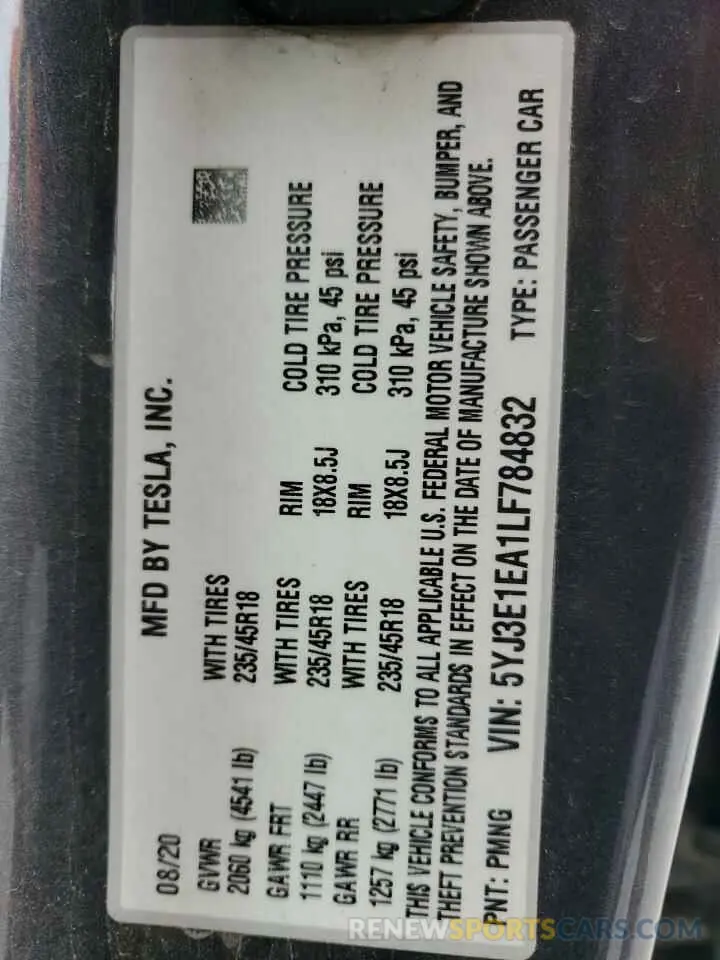 MFD BY TESLA, INC.
08/20
GVWR WITH TIRES
2060 kg (4541 lb) 235/45R18
GAWR FRT WITH TIRES RIM COLD TIRE PRESSURE
1110 kg (2447 lb) 235/45R18 18X8.5J 310 kPa, 45 psi
GAWR RR WITH TIRES RIM COLD TIRE PRESSURE
1257 kg (2771 lb) 235/45R18 18X8.5J 310 kPa, 45 psi
THIS VEHICLE CONFORMS TO ALL APPLICABLE U.S. FEDERAL MOTOR VEHICLE SAFETY, BUMPER, AND
THEFT PREVENTION STANDARDS IN EFFECT ON THE DATE OF MANUFACTURE SHOWN ABOVE.
PNT: PMNG VIN: 5YJ3E1EA1LF784832 TYPE: PASSENGER CAR
RENEWSPORTSCARS.COM